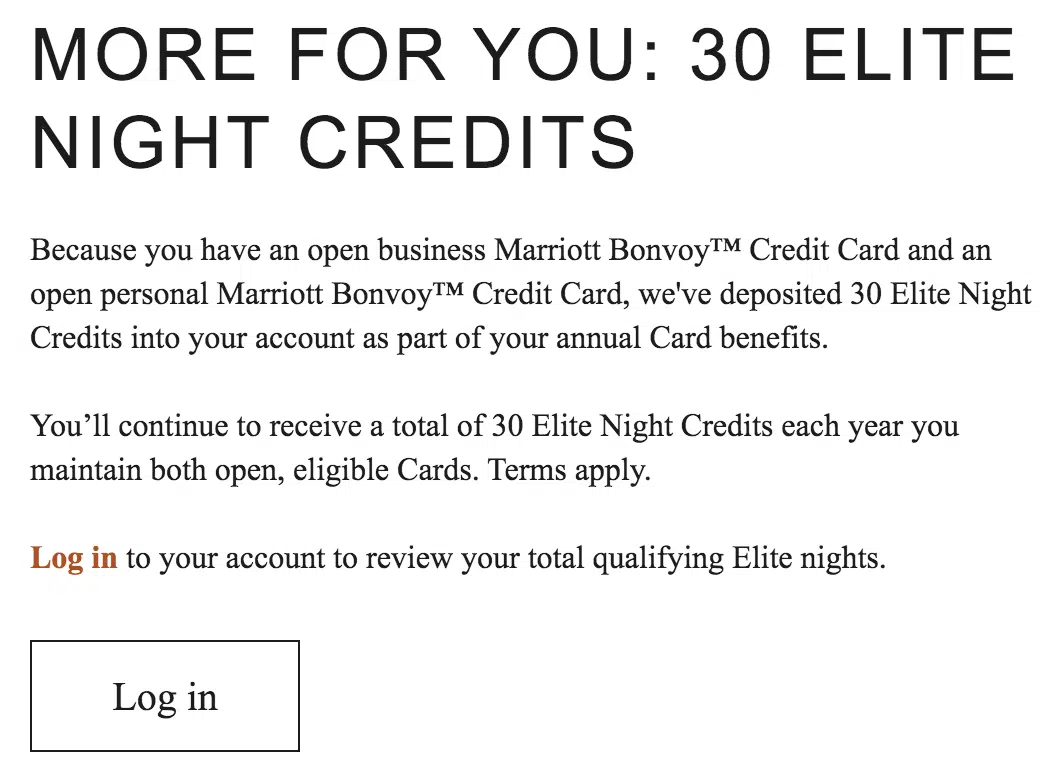 MORE FOR YOU: 30 ELITE
NIGHT CREDITS
Because you have an open business Marriott Bonvoy™ Credit Card and an
open personal Marriott Bonvoy™ Credit Card, we've deposited 30 Elite Night
Credits into your account as part of your annual Card benefits.
You’ll continue to receive a total of 30 Elite Night Credits each year you
maintain both open, eligible Cards. Terms apply.
Log in to your account to review your total qualifying Elite nights.
Log in